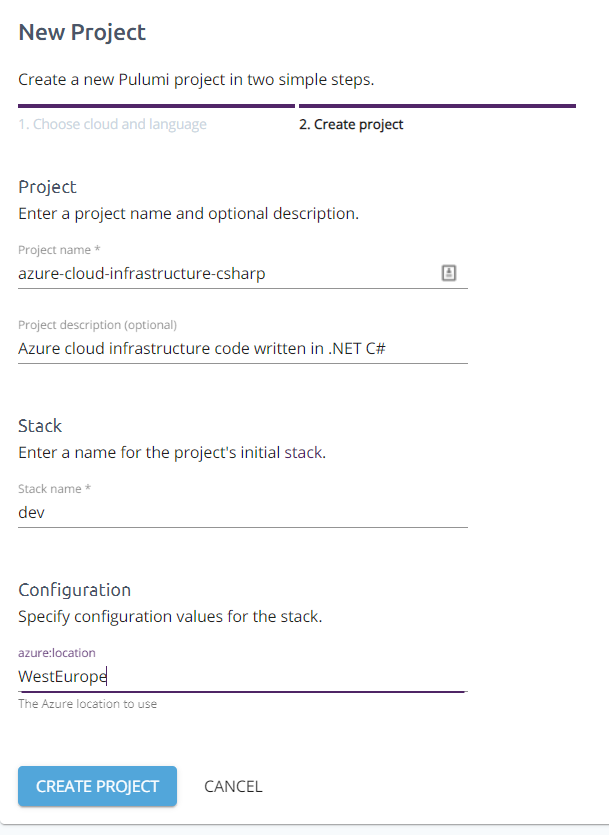 New Project
Create a new Pulumi project in two simple steps.
1. Choose cloud and language
2. Create project
Project
Enter a project name and optional description.
Project name *
azure-cloud-infrastructure-csharp
Project description (optional)
Azure cloud infrastructure code written in .NET C#
Stack
Enter a name for the project's initial stack.
Stack name *
dev
Configuration
Specify configuration values for the stack.
azure:location
WestEurope
The Azure location to use
CREATE PROJECT
CANCEL